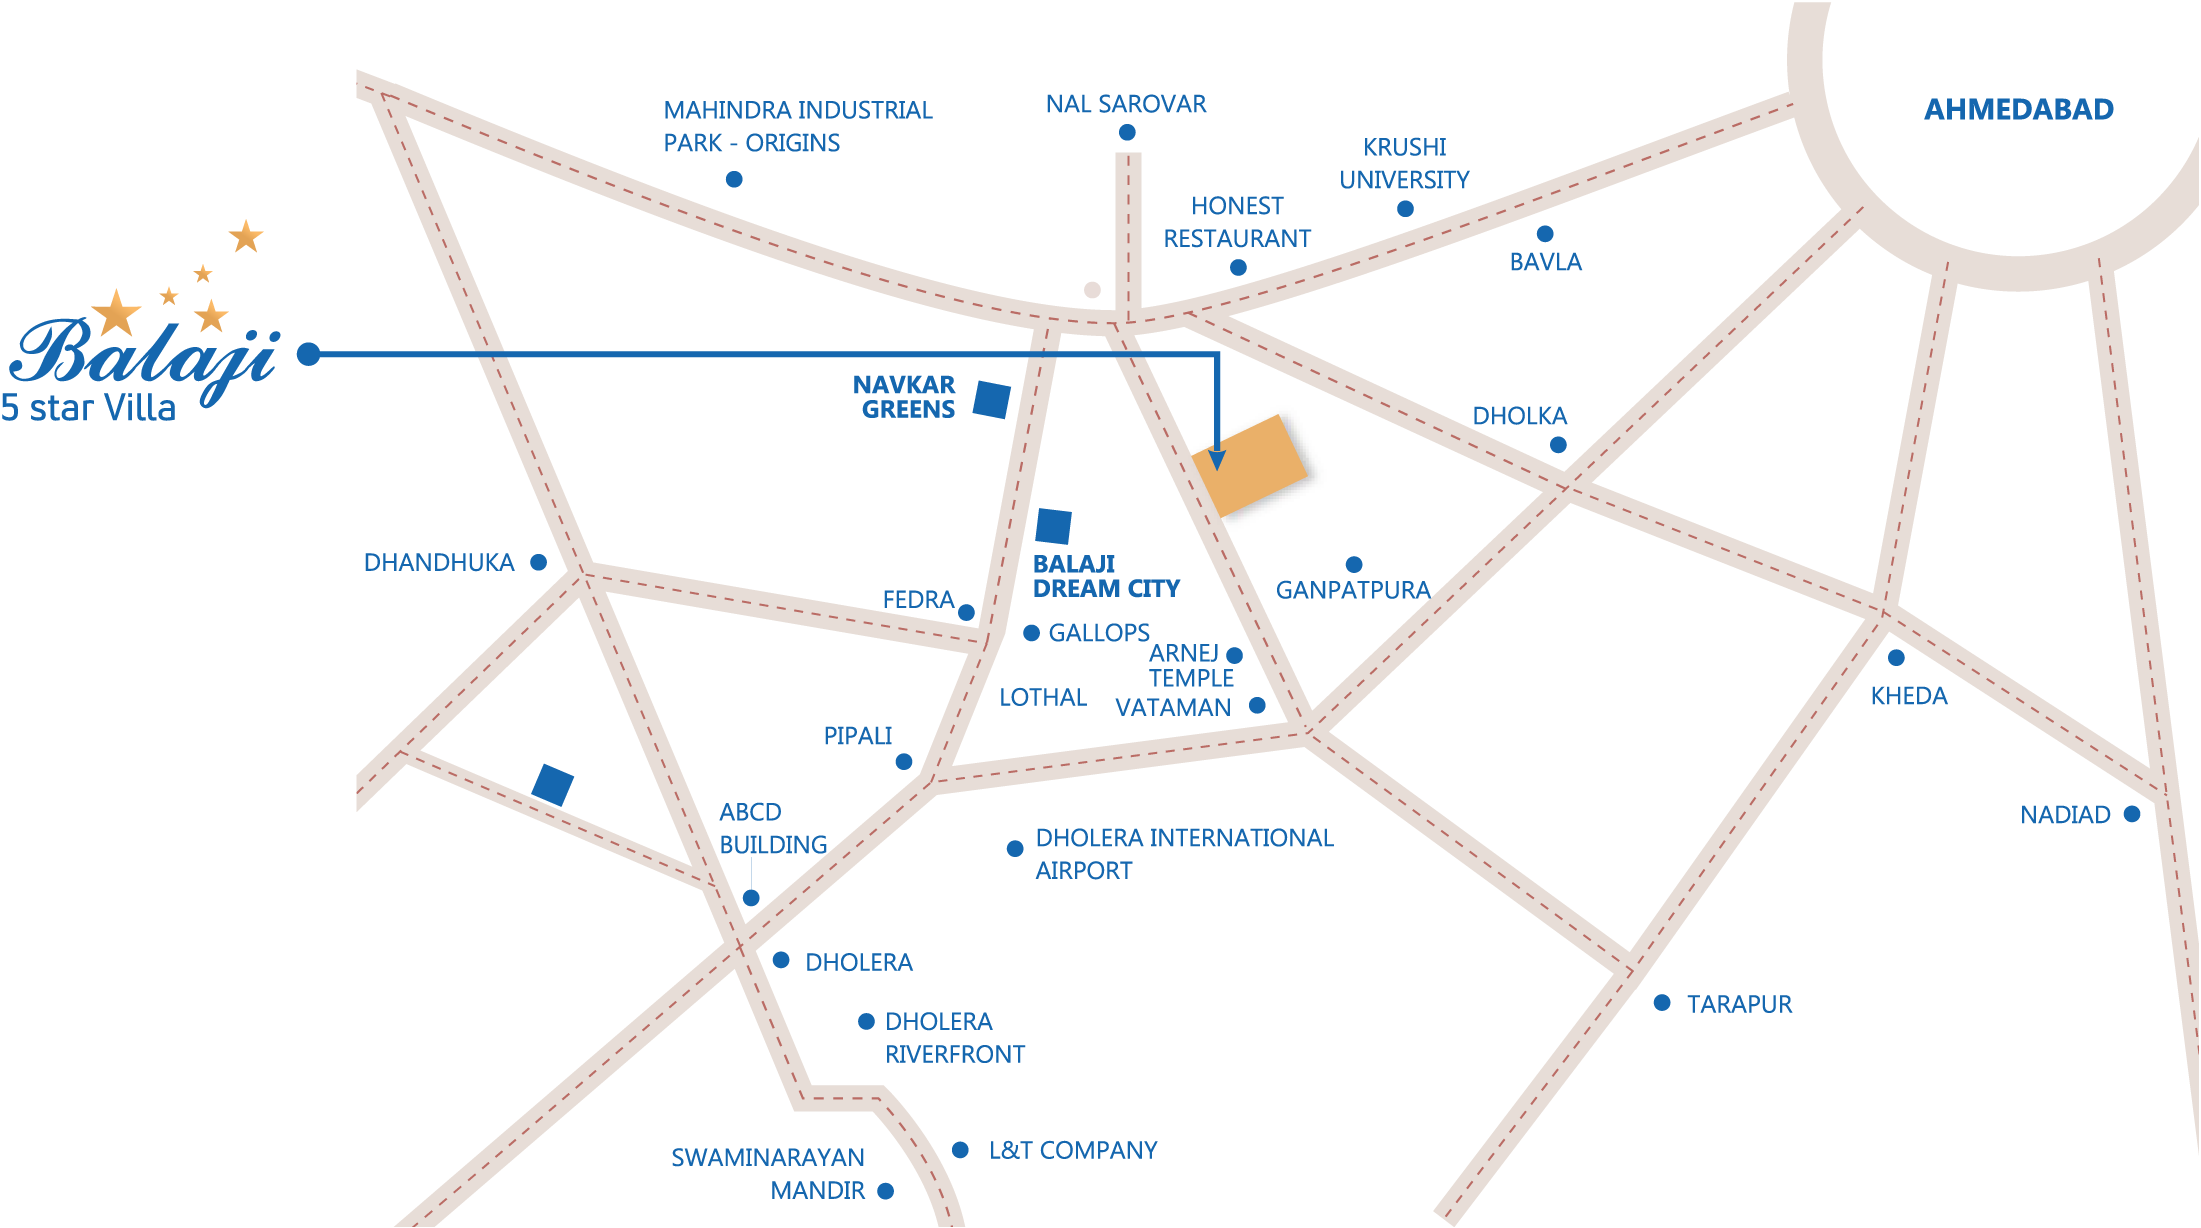 AHMEDABAD
MAHINDRA INDUSTRIAL
PARK - ORIGINS
NAL SAROVAR
KRUSHI
UNIVERSITY
HONEST
RESTAURANT
BAVLA
Balaji
5 star Villa
NAVKAR
GREENS
DHOLKA
DHANDHUKA
BALAJI
DREAM CITY
GANPATPURA
FEDRA
GALLOPS
ARNEJ
TEMPLE
LOTHAL
VATAMAN
KHEDA
PIPALI
ABCD
BUILDING
DHOLERA INTERNATIONAL
AIRPORT
NADIAD
DHOLERA
TARAPUR
DHOLERA
RIVERFRONT
L&T COMPANY
SWAMINARAYAN
MANDIR